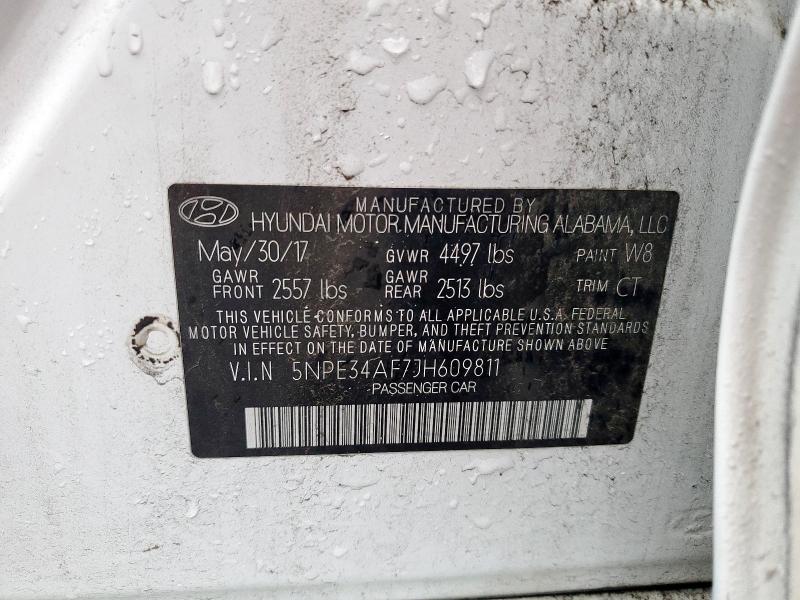 MANUFACTURED BY
HYUNDAI MOTOR MANUFACTURING ALABAMA, LLC
May/30/17 GVWR 4497 lbs PAINT W8
GAWR FRONT 2557 lbs GAWR REAR 2513 lbs TRIM CT
THIS VEHICLE CONFORMS TO ALL APPLICABLE U.S.A. FEDERAL
MOTOR VEHICLE SAFETY, BUMPER, AND THEFT PREVENTION STANDARDS
IN EFFECT ON THE DATE OF MANUFACTURE SHOWN ABOVE
V.I.N 5NPE34AF7JH609811
PASSENGER CAR